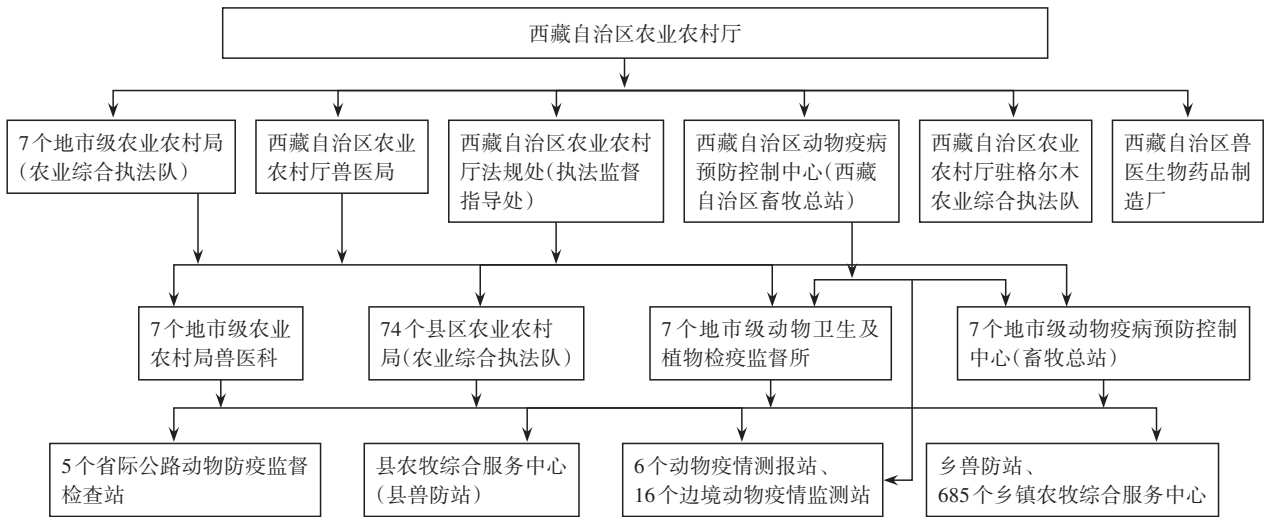 西藏自治区农业农村厅
7个地市级农业农村局
(农业综合执法队)
西藏自治区农业
农村厅兽医局
西藏自治区农业农村
厅法规处(执法监督
指导处)
西藏自治区动物疫病
预防控制中心(西藏
自治区畜牧总站)
西藏自治区农业
农村厅驻格尔木
农业综合执法队
西藏自治区兽
医生物药品制
造厂
7个地市级农业
农村局兽医科
74个县区农业农村
局(农业综合执法队)
7个地市级动物卫生及
植物检疫监督所
7个地市级动物疫病预防控制
中心(畜牧总站)
5个省际公路动物防疫监督
检查站
县农牧综合服务中心
(县兽防站)
6个动物疫情测报站、
16个边境动物疫情监测站
乡兽防站、
685个乡镇农牧综合服务中心